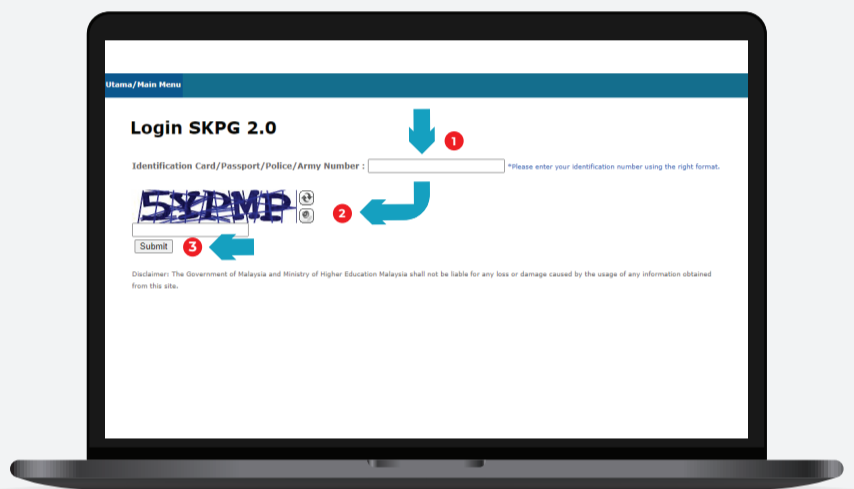 Utama/Main Menu
Login SKPG 2.0
1
Identification Card/Passport/Police/Army Number :
*Please enter your identification number using the right format.
5YPMP
2
Submit
3
Disclaimer: The Government of Malaysia and Ministry of Higher Education Malaysia shall not be liable for any loss or damage caused by the usage of any information obtained
from this site.